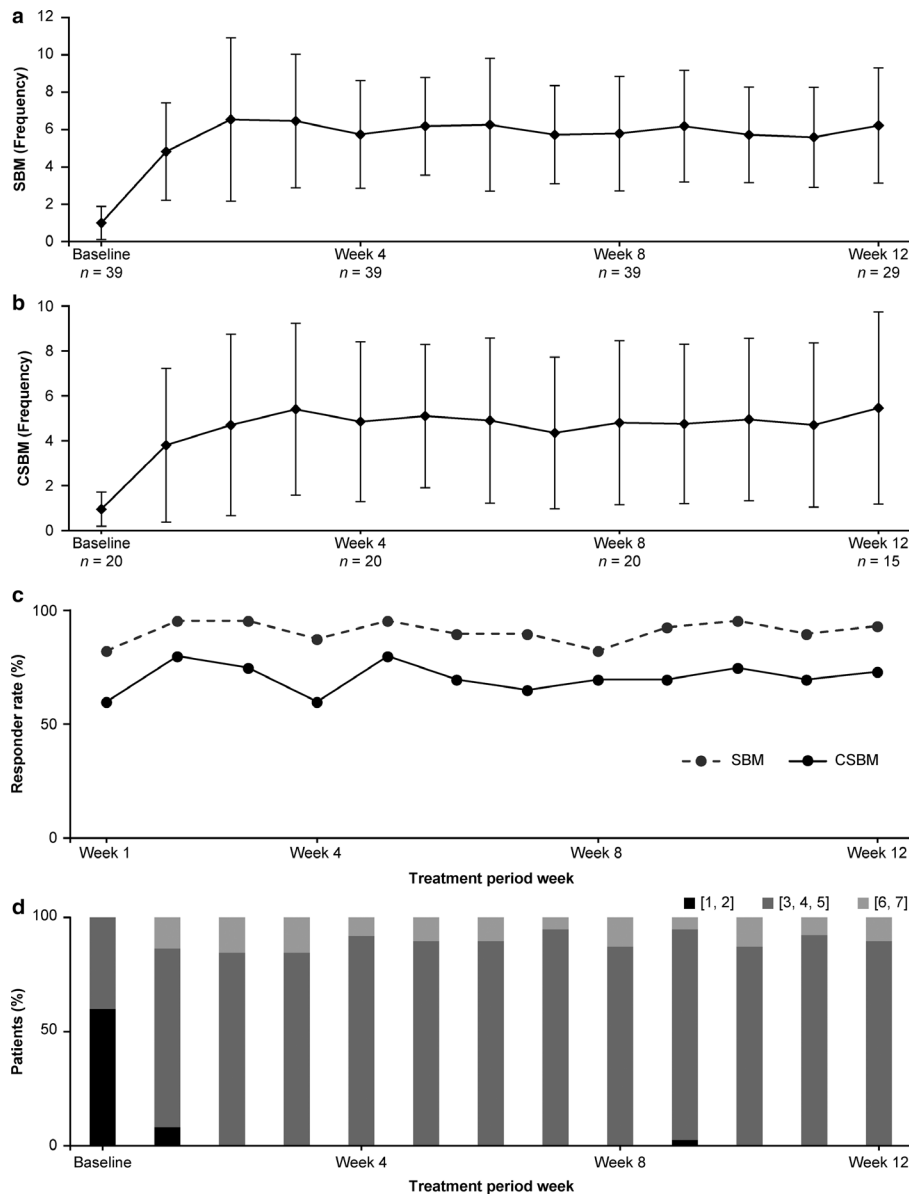 a
12
10
8
6
4
2
0
SBM (Frequency)
Baseline Week 4 Week 8 Week 12
n = 39 n = 39 n = 39 n = 29
b
10
8
6
4
2
0
CSBM (Frequency)
Baseline Week 4 Week 8 Week 12
n = 20 n = 20 n = 20 n = 15
c
100
50
0
Responder rate (%)
SBM CSBM
Week 1 Week 4 Week 8 Week 12
Treatment period week
d
[1, 2] [3, 4, 5] [6, 7]
100
50
0
Patients (%)
Baseline Week 4 Week 8 Week 12
Treatment period week